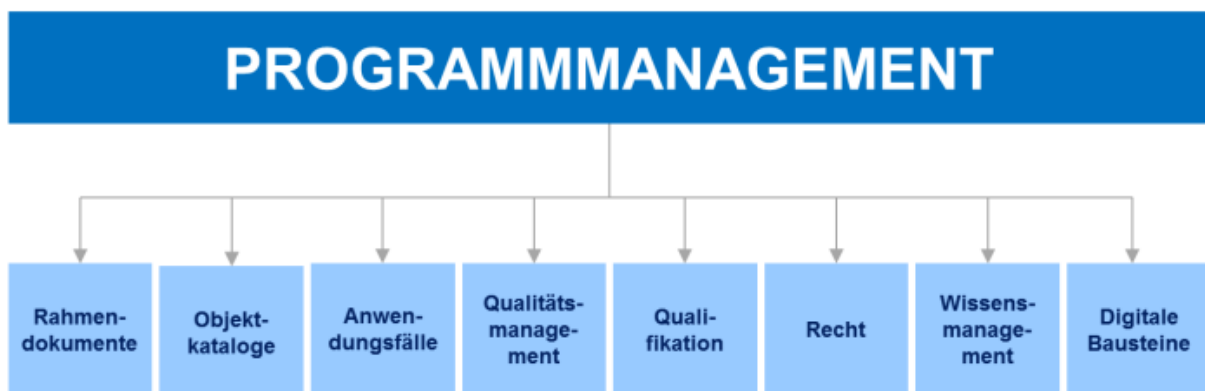 PROGRAMMMANAGEMENT
Rahmen-
dokumente
Objekt-
kataloge
Anwen-
dungsfälle
Qualitäts-
manage-
ment
Quali-
fikation
Recht
Wissens-
manage-
ment
Digitale
Bausteine